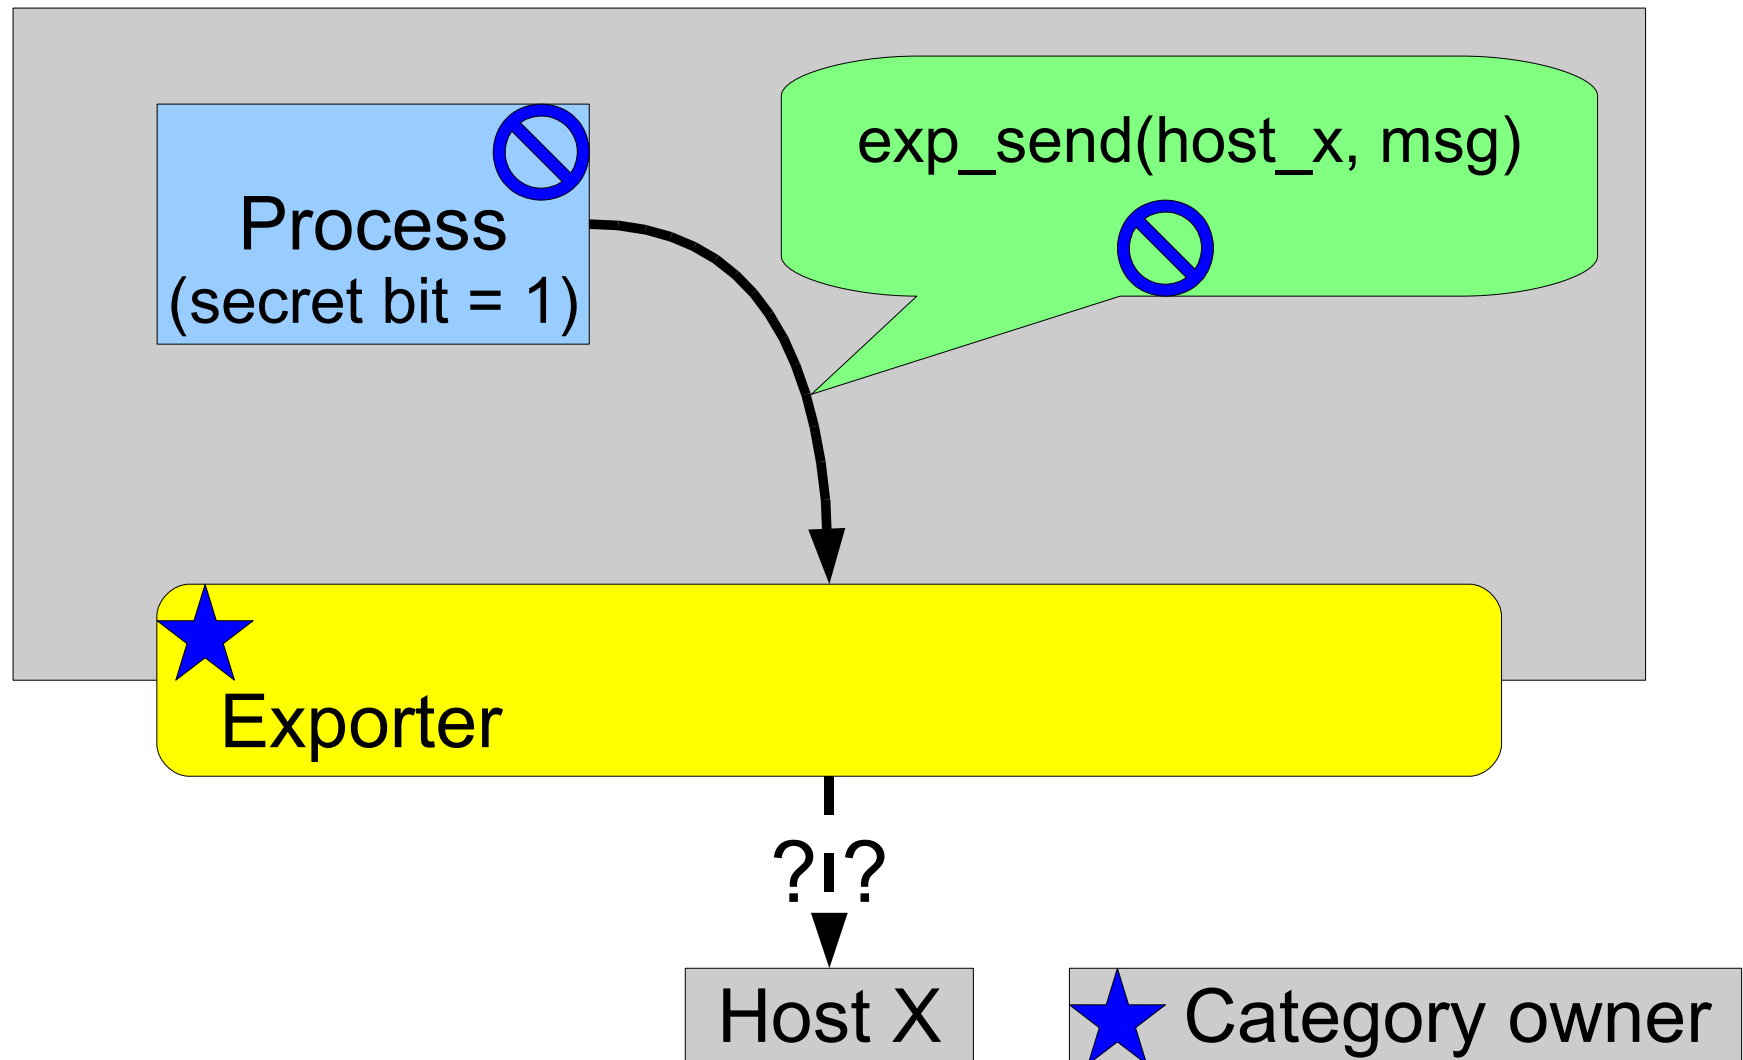 exp_send(host_x, msg)
Process
(secret bit = 1)
Exporter
? ?
Host X
Category owner